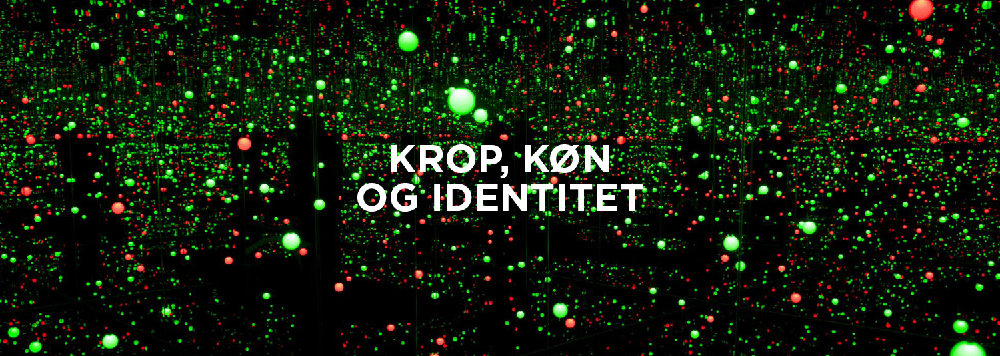 KROP, KØN
OG IDENTITET